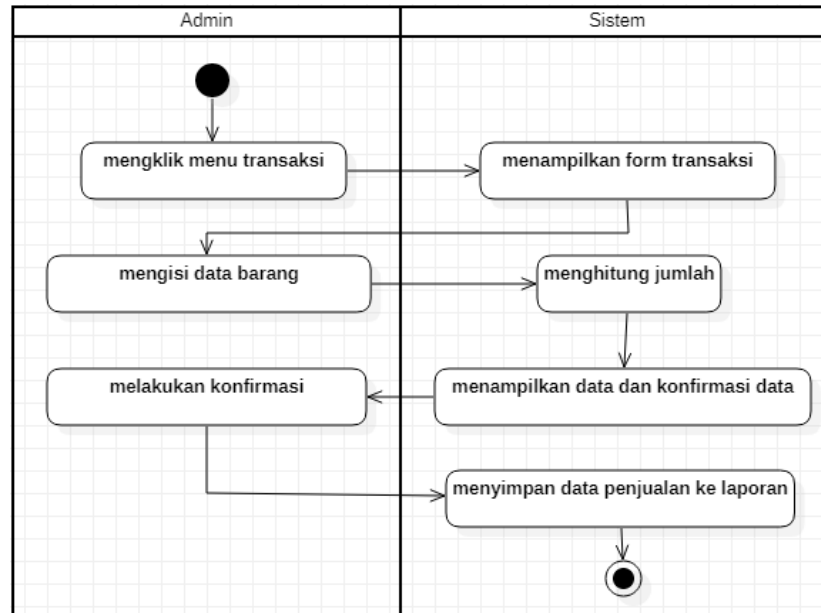 Admin
Sistem
mengklik menu transaksi
menampilkan form transaksi
mengisi data barang
menghitung jumlah
melakukan konfirmasi
menampilkan data dan konfirmasi data
menyimpan data penjualan ke laporan